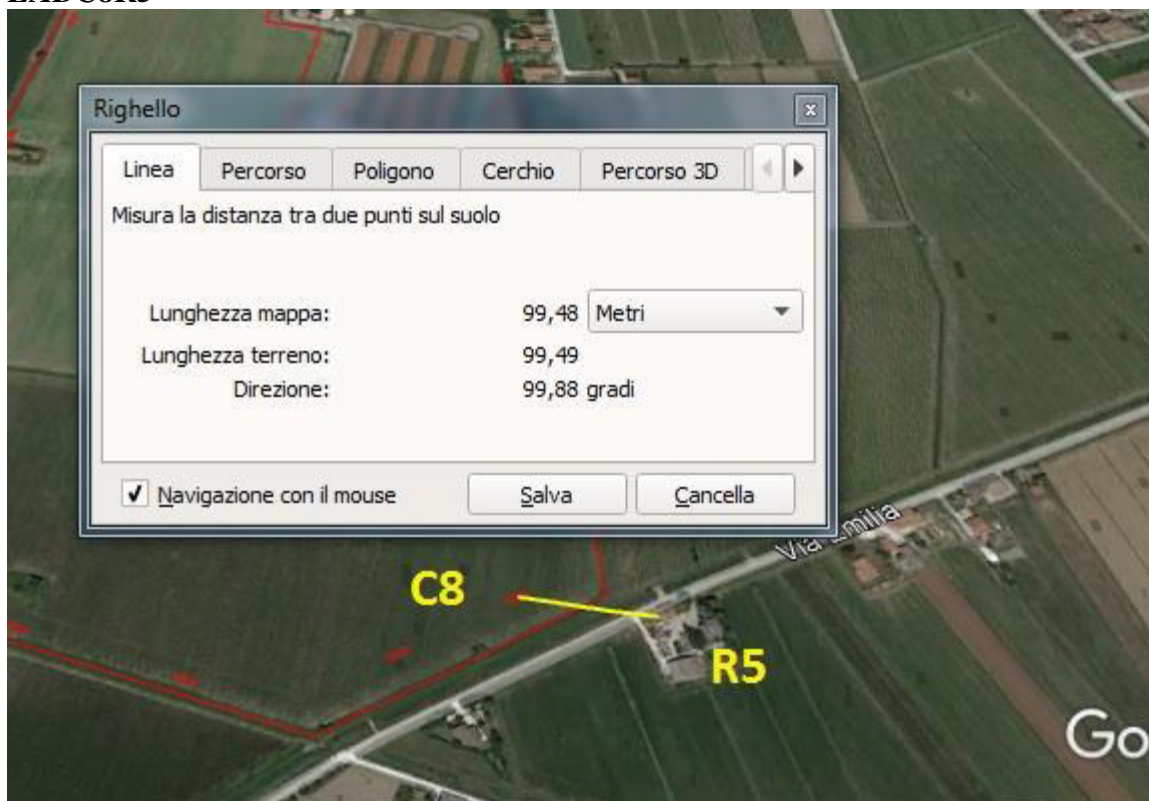 Righello
Linea Percorso Poligono Cerchio Percorso 3D
Misura la distanza tra due punti sul suolo
Lunghezza mappa: 99,48 Metri
Lunghezza terreno: 99,49
Direzione: 99,88 gradi
Navigazione con il mouse Salva Cancella
Via Emilia
C8
R5
Go